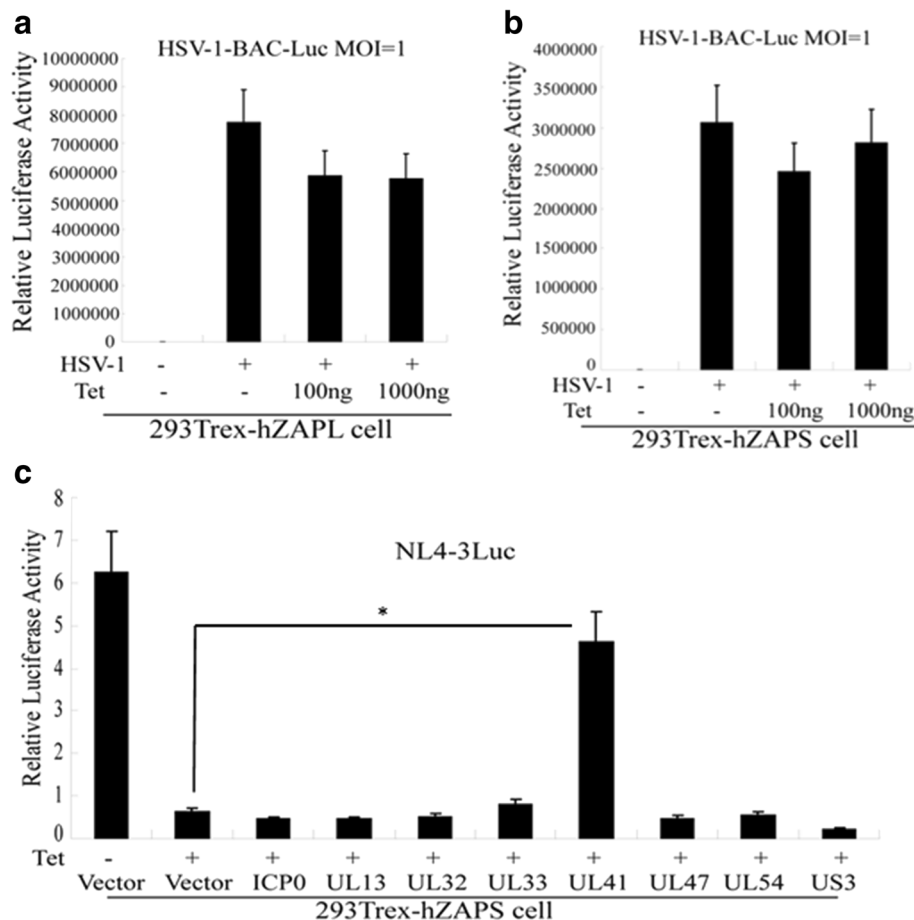 a
HSV-1-BAC-Luc MOI=1
Relative Luciferase Activity
10000000
9000000
8000000
7000000
6000000
5000000
4000000
3000000
2000000
1000000
0
HSV-1 - + + +
Tet - - 100ng 1000ng
293Trex-hZAPL cell
b
HSV-1-BAC-Luc MOI=1
Relative Luciferase Activity
4000000
3500000
3000000
2500000
2000000
1500000
1000000
500000
0
HSV-1 - + + +
Tet - - 100ng 1000ng
293Trex-hZAPS cell
c
NL4-3Luc
Relative Luciferase Activity
8
7
6
5
4
3
2
1
0
*
Tet - + + + + + + + + +
Vector Vector ICP0 UL13 UL32 UL33 UL41 UL47 UL54 US3
293Trex-hZAPS cell